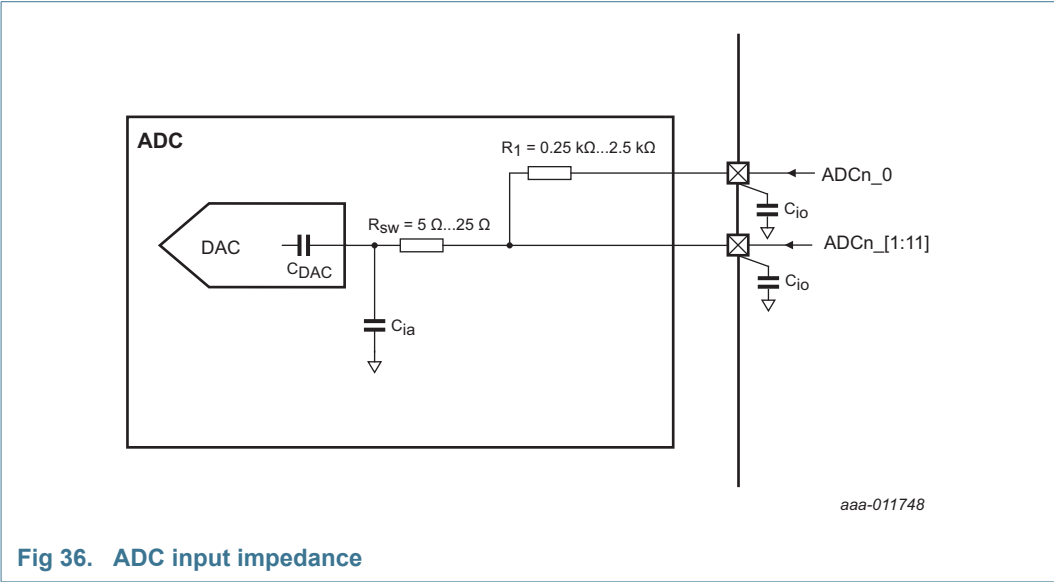 ADC
R1 = 0.25 kΩ...2.5 kΩ
ADCn_0
Cio
Rsw = 5 Ω...25 Ω
DAC
CDAC
ADCn_[1:11]
Cio
Cia
aaa-011748
Fig 36. ADC input impedance